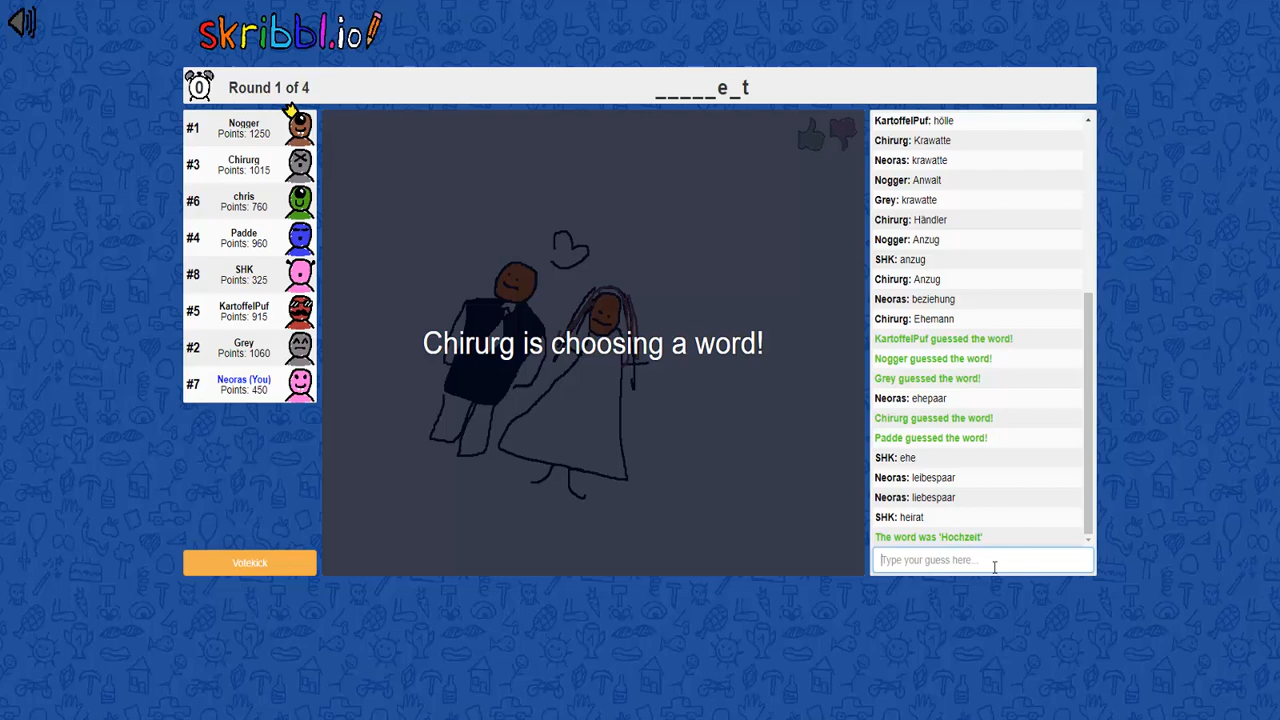 skribbl.io
0
Round 1 of 4
_____e_t
#1
Nogger
Points: 1250
#3
Chirurg
Points: 1015
#6
chris
Points: 760
#4
Padde
Points: 960
#8
SHK
Points: 325
#5
KartoffelPuf
Points: 915
#2
Grey
Points: 1060
#7
Neoras (You)
Points: 450
Votekick
Chirurg is choosing a word!
KartoffelPuf: hölle
Chirurg: Krawatte
Neoras: krawatte
Nogger: Anwalt
Grey: krawatte
Chirurg: Händler
Nogger: Anzug
SHK: anzug
Chirurg: Anzug
Neoras: beziehung
Chirurg: Ehemann
KartoffelPuf guessed the word!
Nogger guessed the word!
Grey guessed the word!
Neoras: ehepaar
Chirurg guessed the word!
Padde guessed the word!
SHK: ehe
Neoras: leibespaar
Neoras: liebespaar
SHK: heirat
The word was 'Hochzeit'
Type your guess here...